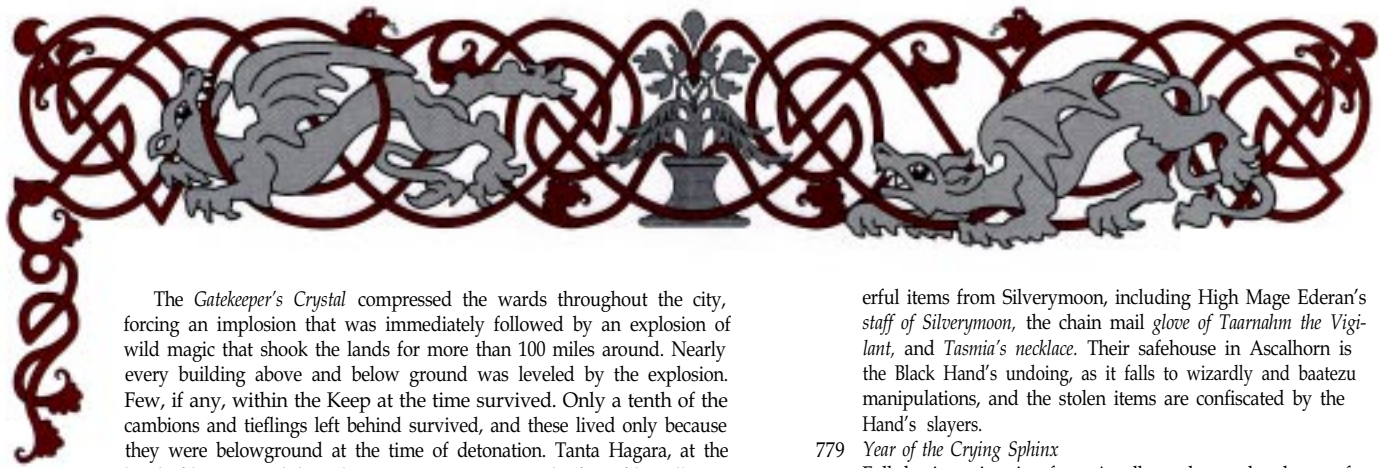 The Gatekeeper's Crystal compressed the wards throughout the city,
forcing an implosion that was immediately followed by an explosion of
wild magic that shook the lands for more than 100 miles around. Nearly
every building above and below ground was leveled by the explosion.
Few, if any, within the Keep at the time survived. Only a tenth of the
cambions and tieflings left behind survived, and these lived only because
they were belowground at the time of detonation. Tanta Hagara, at the
erful items from Silverymoon, including High Mage Ederan's
staff of Silverymoon, the chain mail glove of Taarnahm the Vigi-
lant, and Tasmia's necklace. Their safehouse in Ascalhorn is
the Black Hand's undoing, as it falls to wizardly and baatezu
manipulations, and the stolen items are confiscated by the
Hand's slayers.
779 Year of the Crying Sphinx